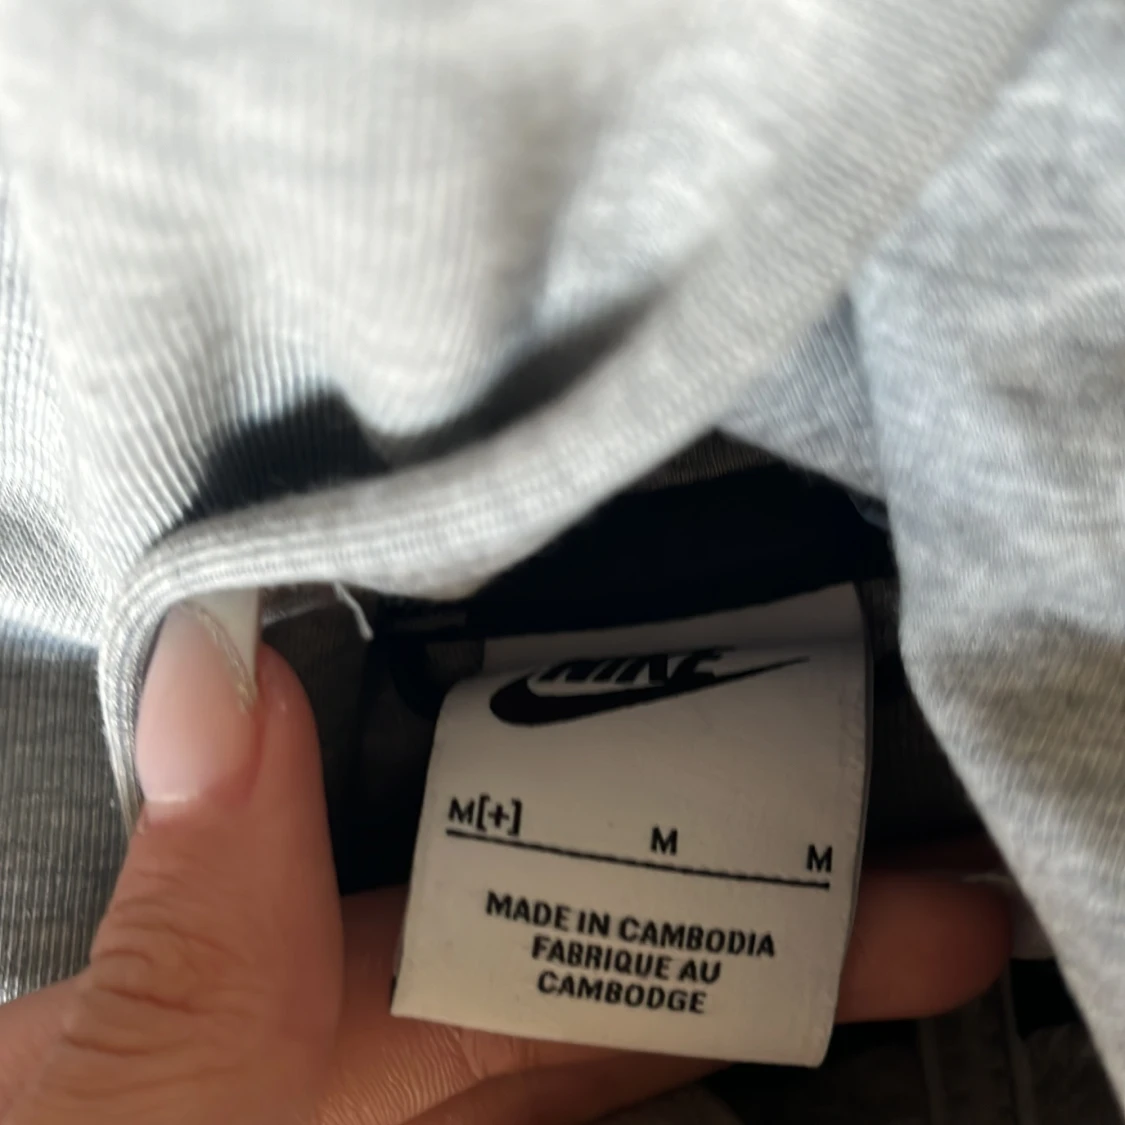 NIKE
M[+] M M
MADE IN CAMBODIA
FABRIQUE AU
CAMBODGE